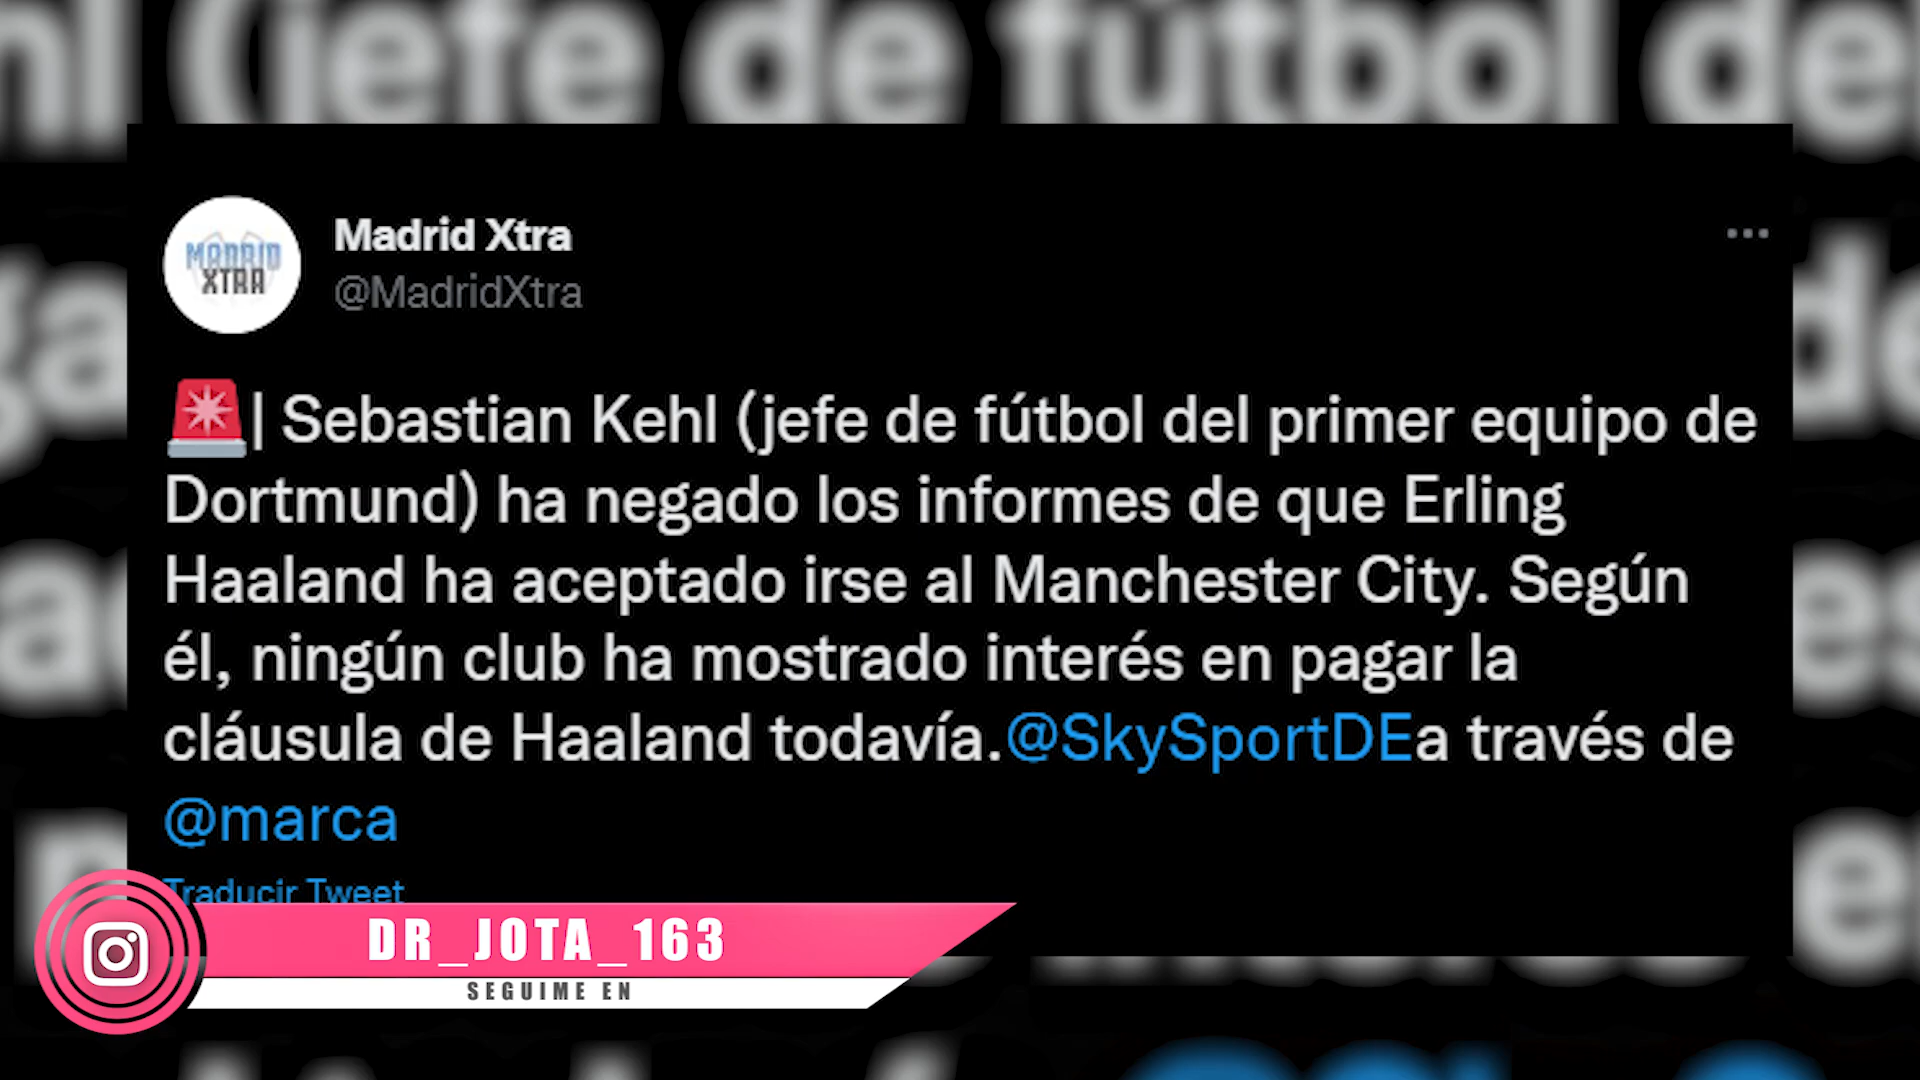 MADRID
XTRA
Madrid Xtra
@MadridXtra
🚨| Sebastian Kehl (jefe de fútbol del primer equipo de
Dortmund) ha negado los informes de que Erling
Haaland ha aceptado irse al Manchester City. Según
él, ningún club ha mostrado interés en pagar la
cláusula de Haaland todavía.@SkySportDEa través de
@marca
Traducir Tweet
DR_JOTA_163
SEGUIME EN